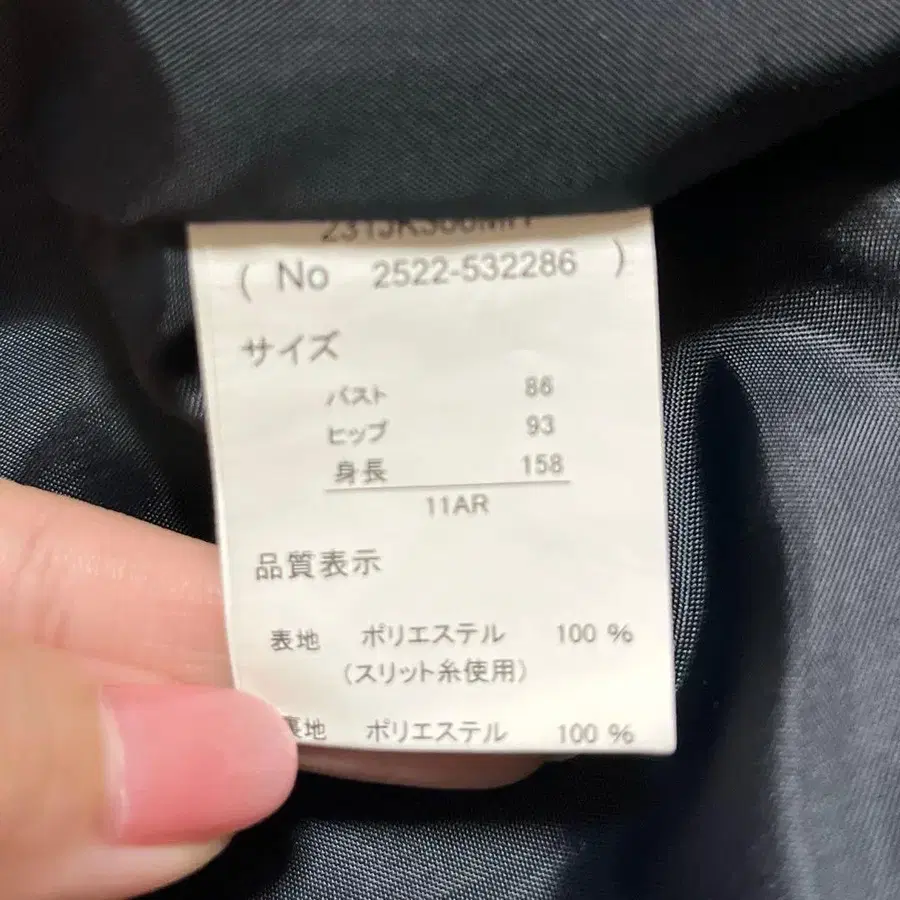 ( No 2522-532286 )
サイズ
バスト 86
ヒップ 93
身長 158
11AR
品質表示
表地 ポリエステル 100 %
(スリット糸使用)
裏地 ポリエステル 100 %